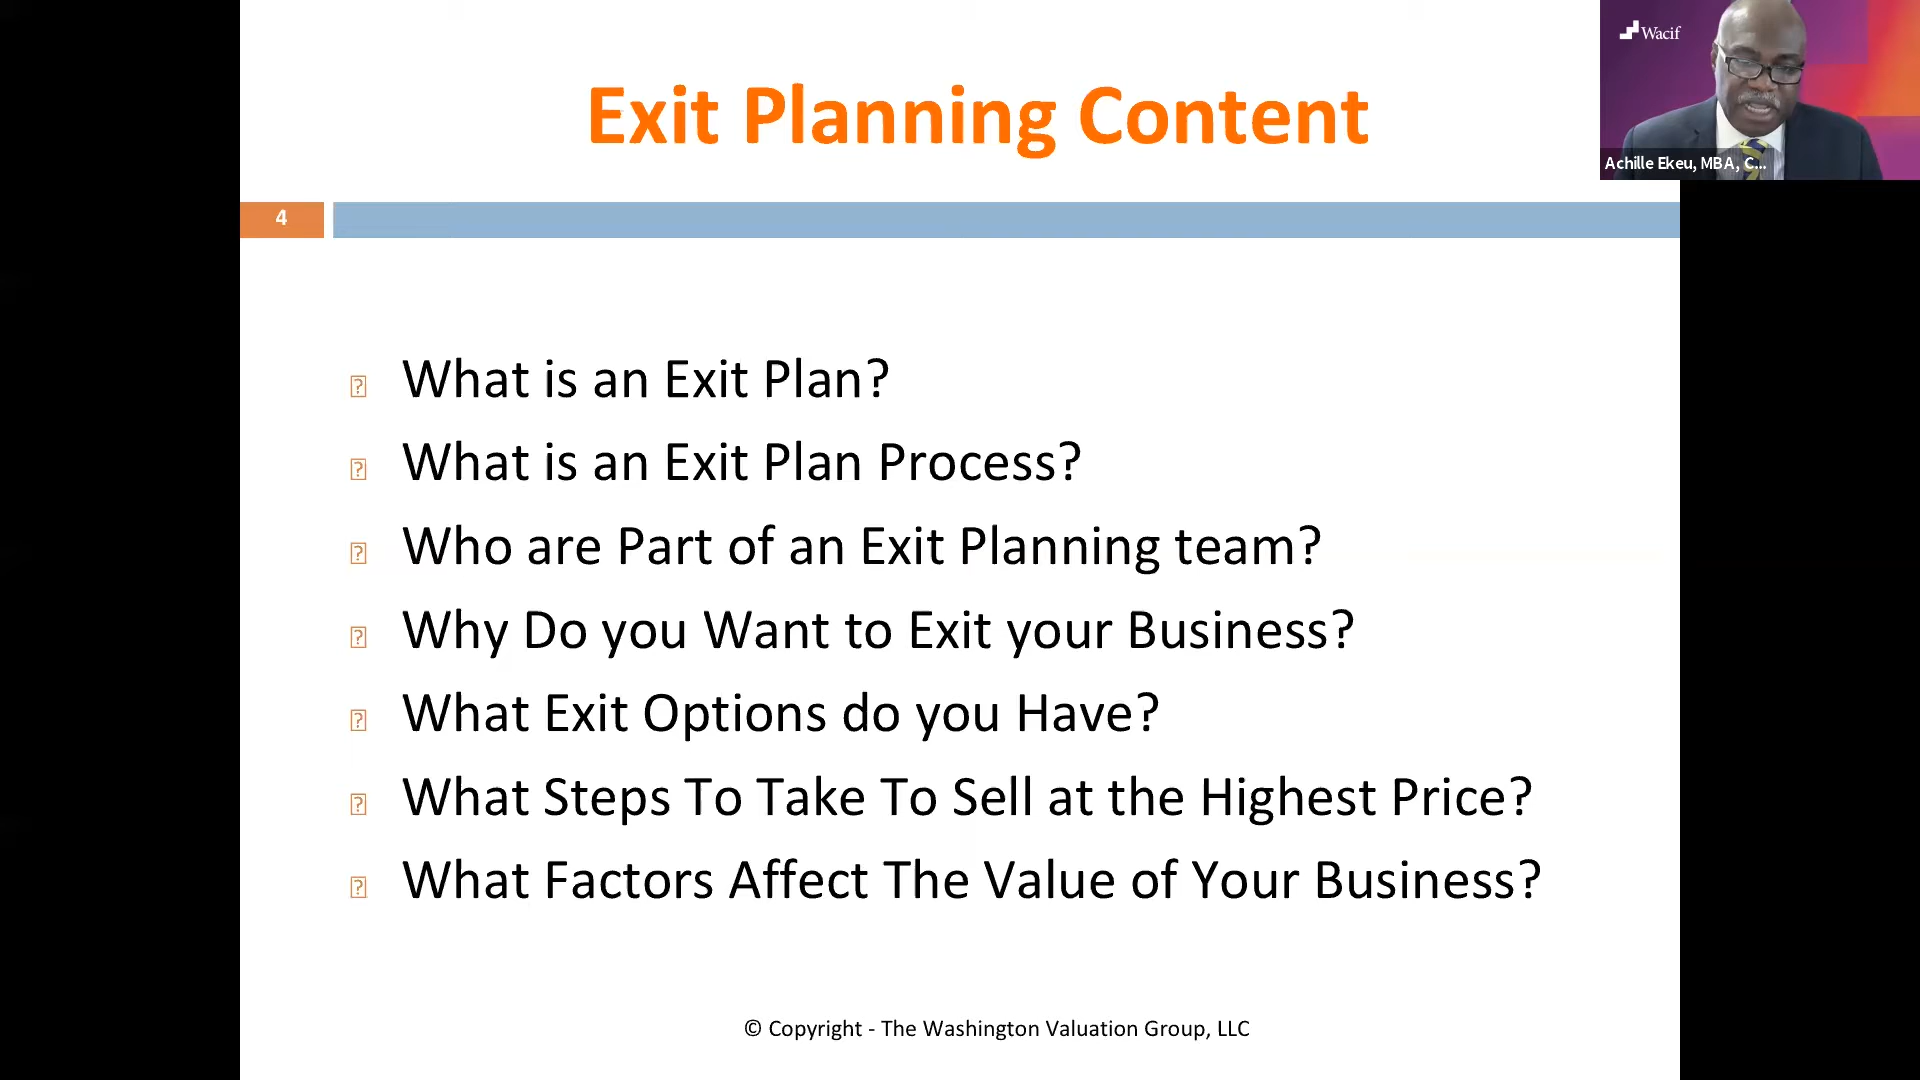 Wacif
Exit Planning Content
Achille Ekeu, MBA, C...
4
What is an Exit Plan?
What is an Exit Plan Process?
Who are Part of an Exit Planning team?
Why Do you Want to Exit your Business?
What Exit Options do you Have?
What Steps To Take To Sell at the Highest Price?
What Factors Affect The Value of Your Business?
© Copyright - The Washington Valuation Group, LLC